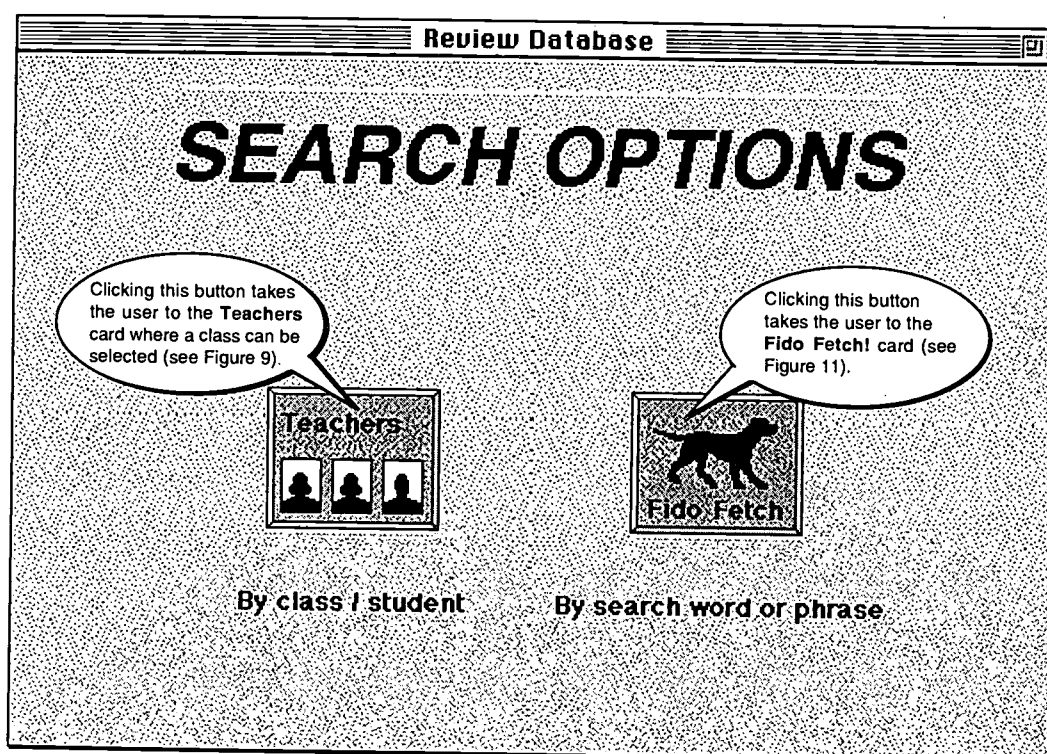 Review Database
SEARCH OPTIONS
Clicking this button takes
the user to the Teachers
card where a class can be
selected (see Figure 9).
Clicking this button
takes the user to the
Fido Fetch! card (see
Figure 11).
Teachers
Fido Fetch
By class / student
By search word or phrase